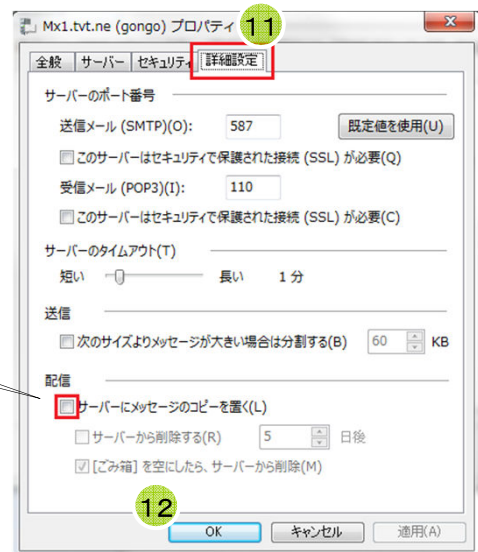 Mx1.tvt.ne (gongo) プロパティ
11
全般 サーバー セキュリティ 詳細設定
サーバーのポート番号
送信メール (SMTP)(O): 587 既定値を使用(U)
このサーバーはセキュリティで保護された接続 (SSL) が必要(Q)
受信メール (POP3)(I): 110
このサーバーはセキュリティで保護された接続 (SSL) が必要(C)
サーバーのタイムアウト(T)
短い 長い 1 分
送信
次のサイズよりメッセージが大きい場合は分割する(B) 60 KB
配信
サーバーにメッセージのコピーを置く(L)
サーバーから削除する(R) 5 日後
[ごみ箱] を空にしたら、サーバーから削除(M)
12
OK キャンセル 適用(A)